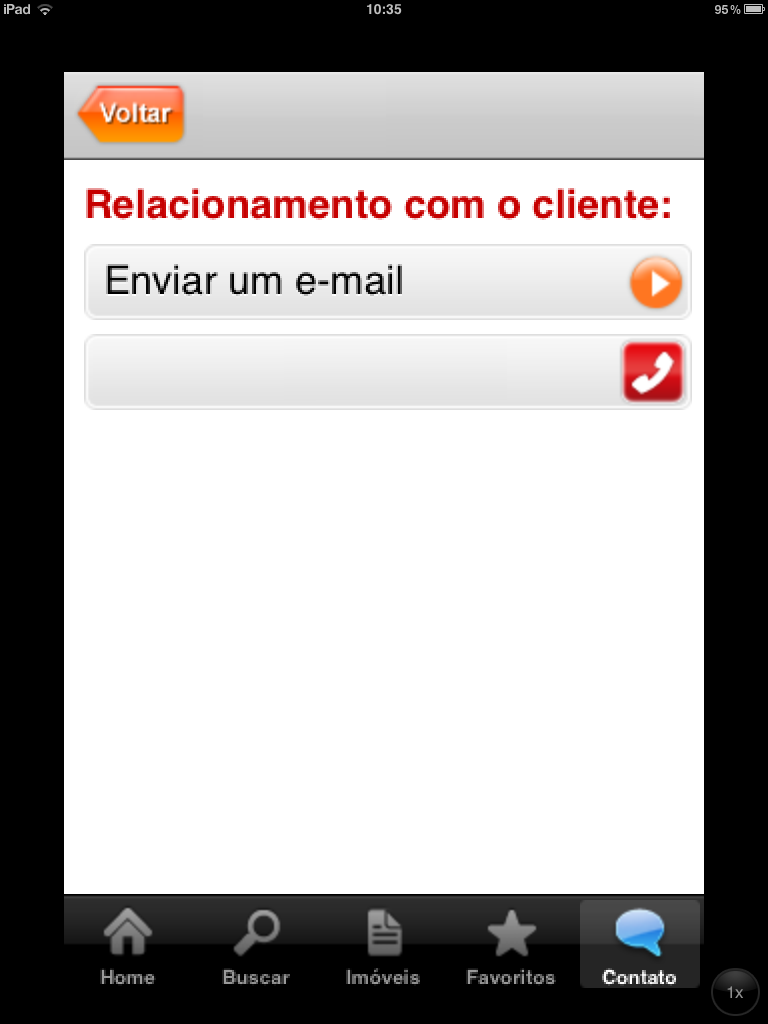 iPad 10:35 95%
Voltar
Relacionamento com o cliente:
Enviar um e-mail
Home Buscar Imóveis Favoritos Contato
1x